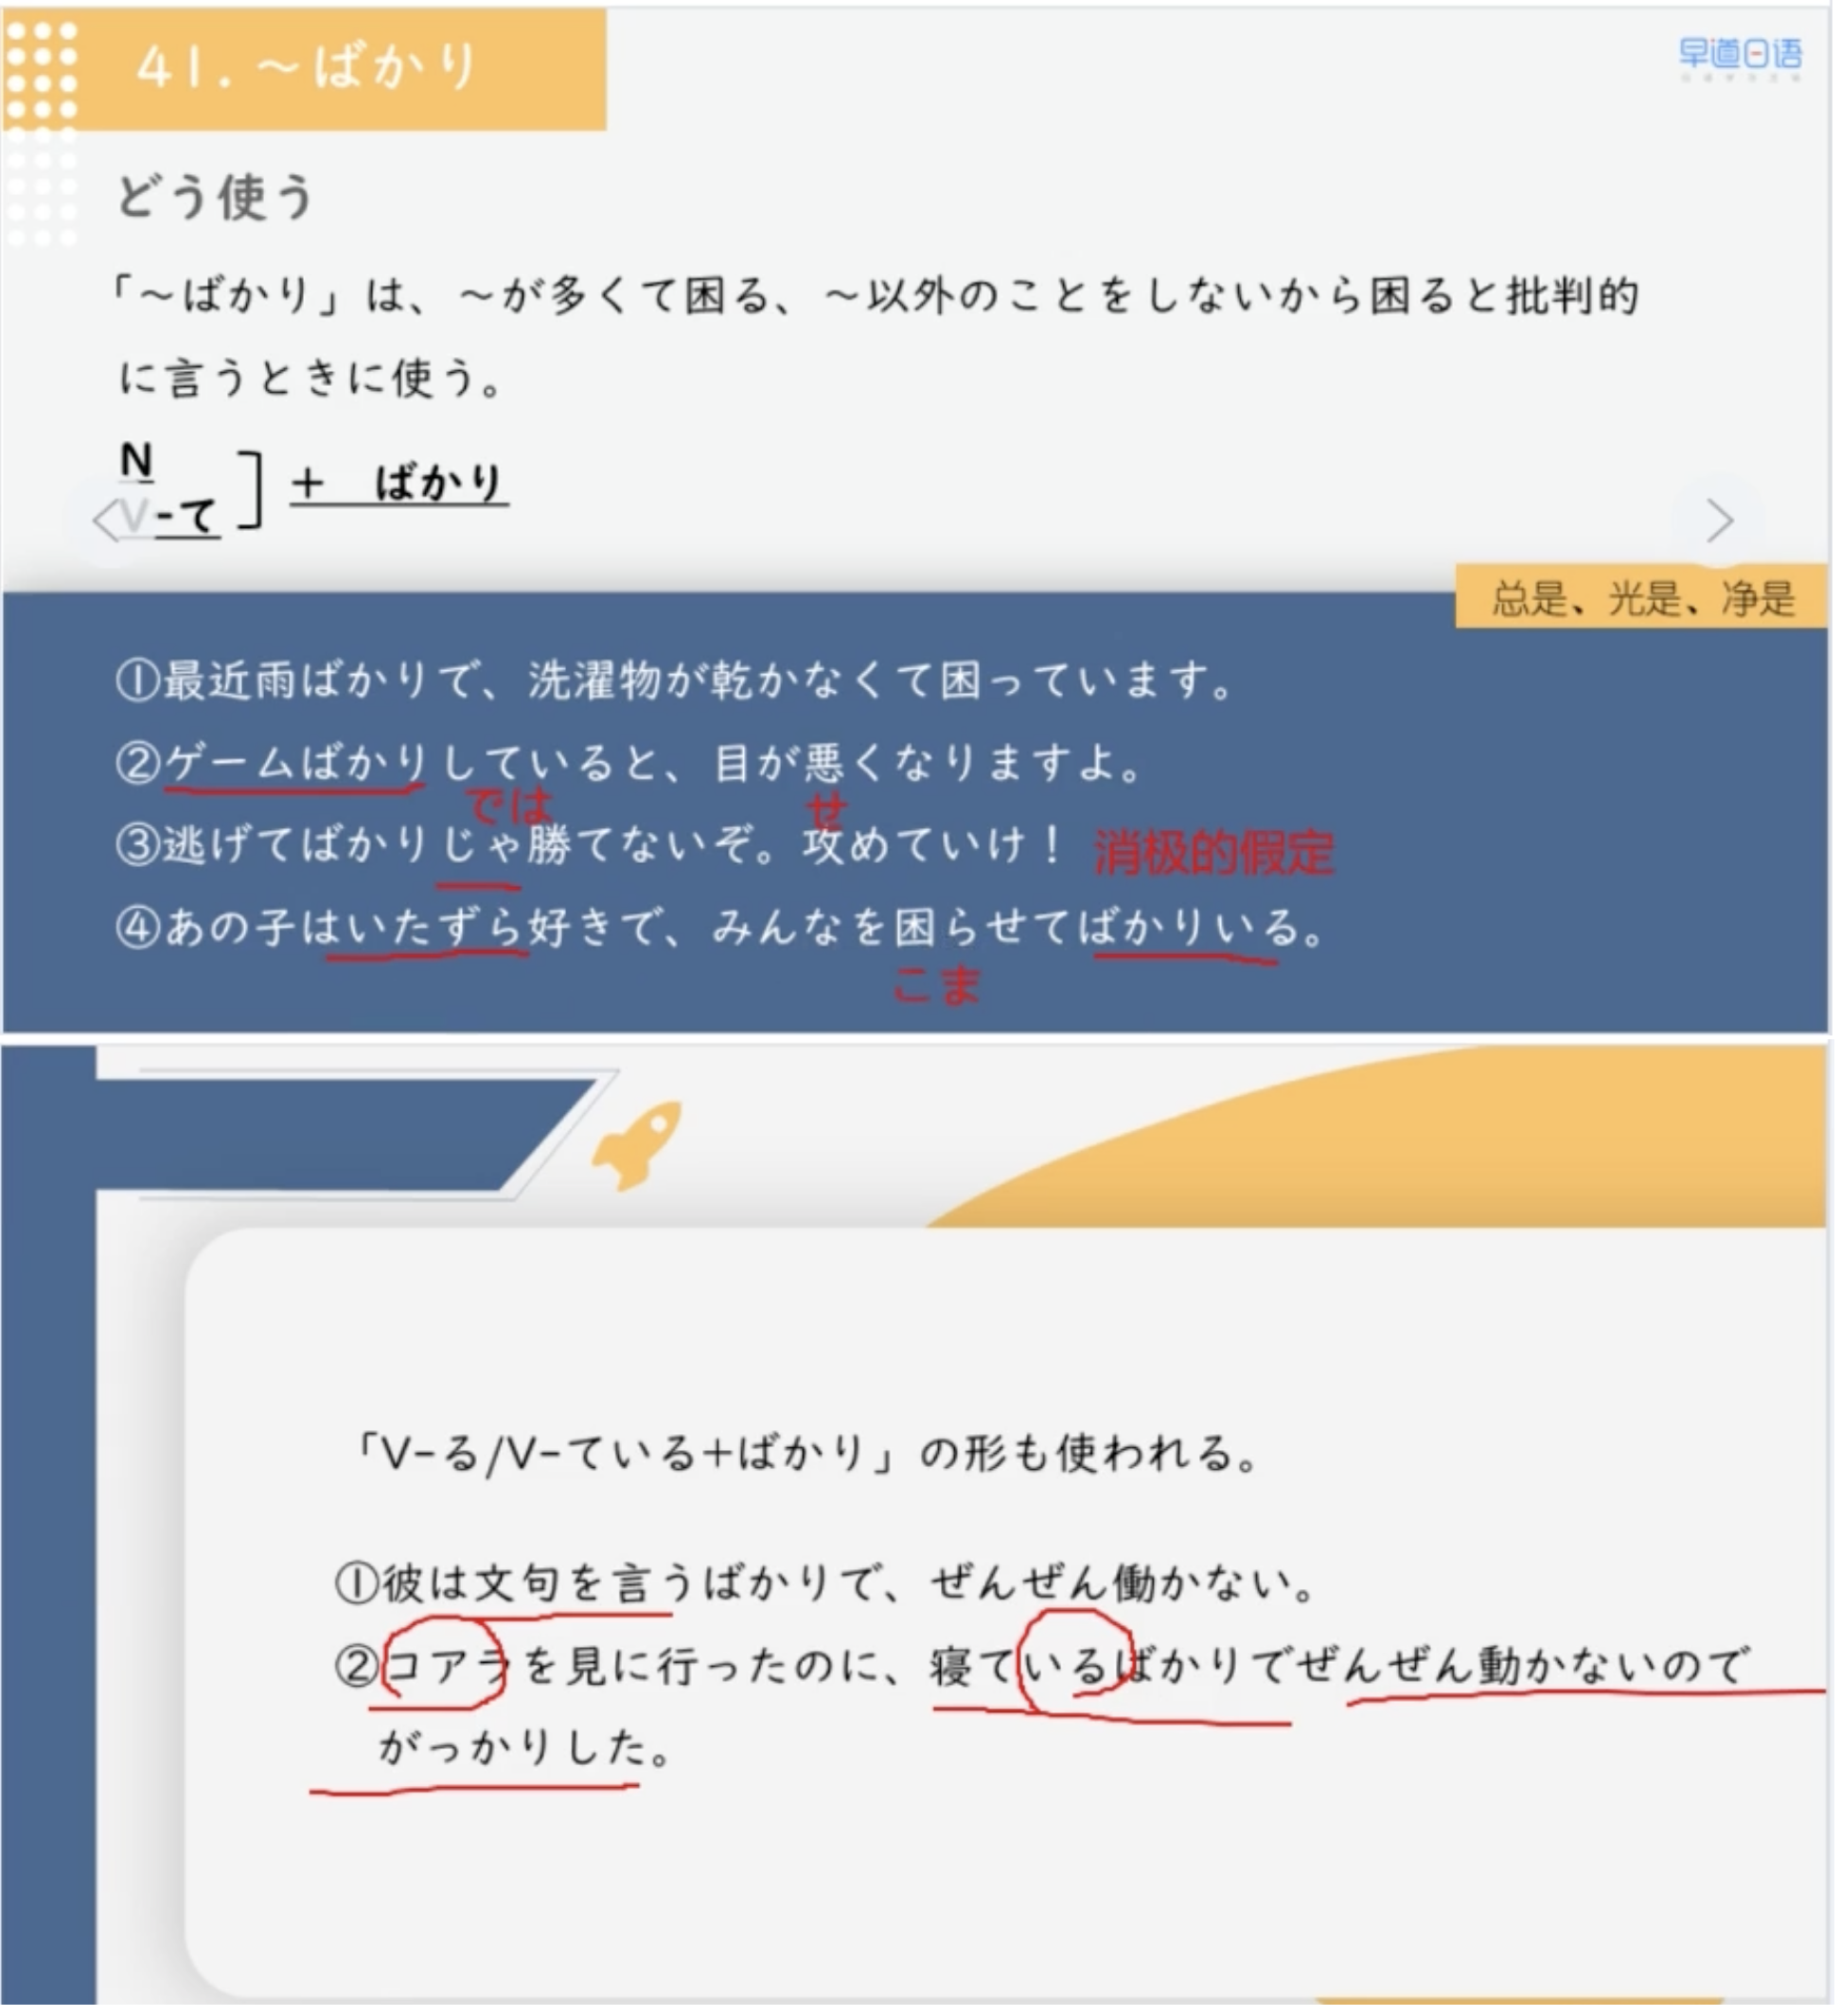 41.～ばかり
早道日语
どう使う
「～ばかり」は、～が多くて困る、～以外のことをしないから困ると批判的
に言うときに使う。
N
V-て
＋　ばかり
总是、光是、净是
①最近雨ばかりで、洗濯物が乾かなくて困っています。
②ゲームばかりしていると、目が悪くなりますよ。
では
せ
③逃げてばかりじゃ勝てないぞ。攻めていけ！
消极的假定
④あの子はいたずら好きで、みんなを困らせてばかりいる。
こま
「V-る/V-ている+ばかり」の形も使われる。
①彼は文句を言うばかりで、ぜんぜん働かない。
②コアラを見に行ったのに、寝ているばかりでぜんぜん動かないので
がっかりした。